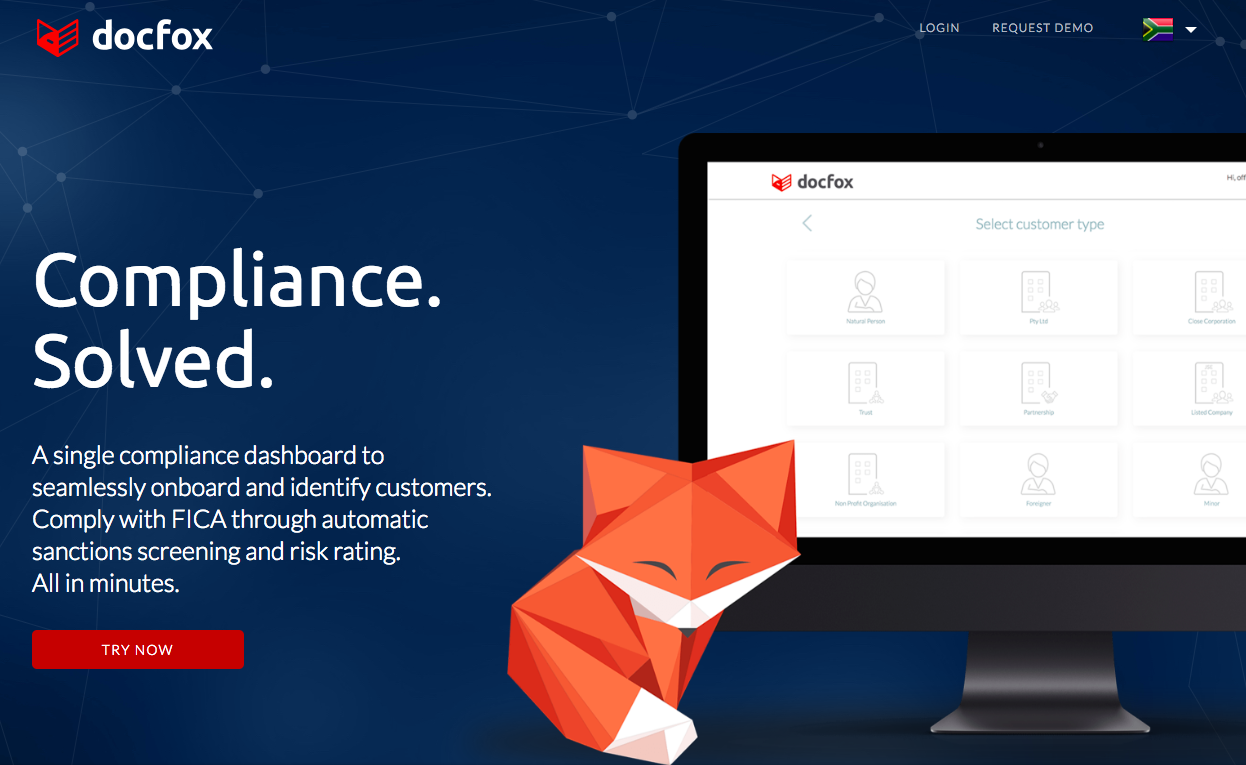 docfox
LOGIN
REQUEST DEMO
docfox
Hi, off
Select customer type
Natural Person
Pty Ltd
Close Corporation
Trust
Partnership
Listed Company
Non Profit Organisation
Foreigner
Minor
Compliance.
Solved.
A single compliance dashboard to
seamlessly onboard and identify customers.
Comply with FICA through automatic
sanctions screening and risk rating.
All in minutes.
TRY NOW